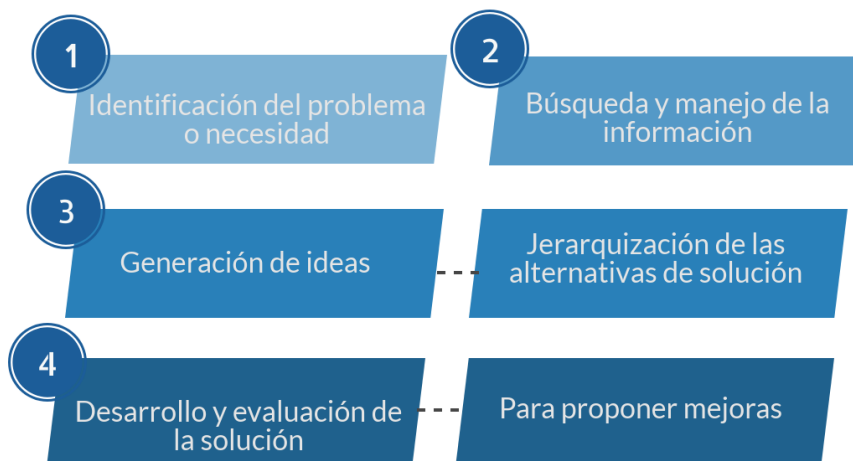 1
Identificación del problema
o necesidad
2
Búsqueda y manejo de la
información
3
Generación de ideas
Jerarquización de las
alternativas de solución
4
Desarrollo y evaluación de
la solución
Para proponer mejoras